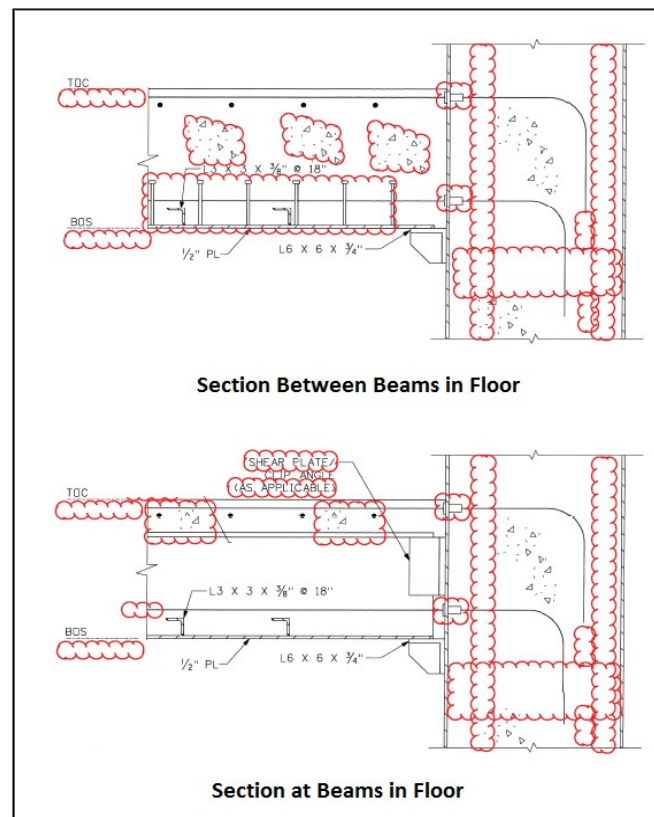 TOC
L3 X 3 X ⅜" @ 18"
BOS
½" PL
L6 X 6 X ¾"
Section Between Beams in Floor
SHEAR PLATE/
CLIP ANGLE
(AS APPLICABLE)
TOC
L3 X 3 X ⅜" @ 18"
BOS
½" PL
L6 X 6 X ¾"
Section at Beams in Floor